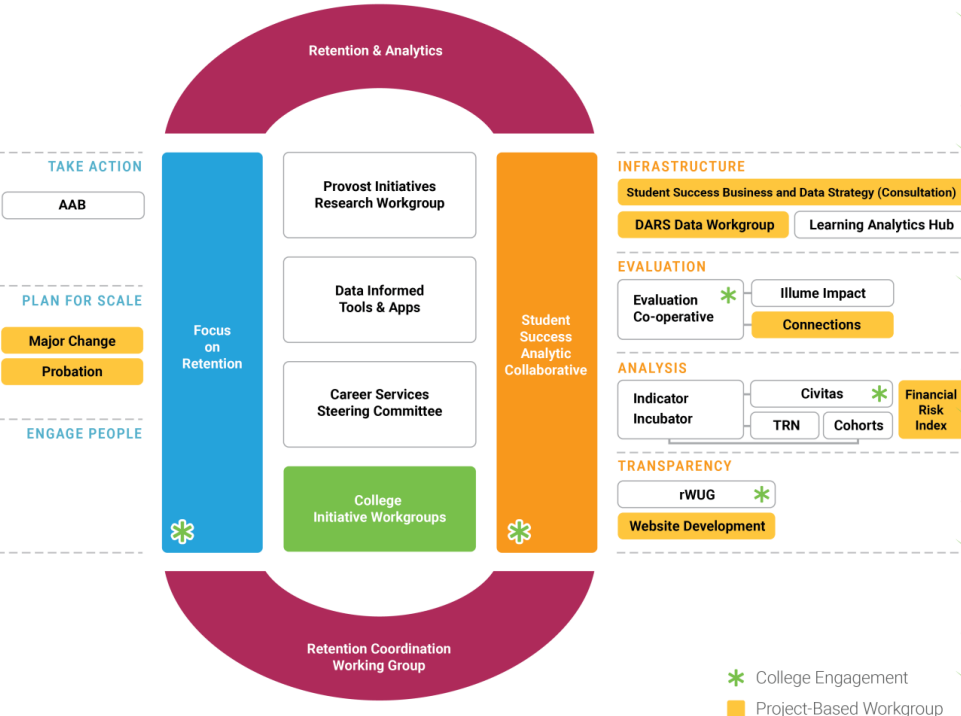 Retention & Analytics
TAKE ACTION
AAB
PLAN FOR SCALE
Major Change
Probation
ENGAGE PEOPLE
Focus
on
Retention
Provost Initiatives
Research Workgroup
Data Informed
Tools & Apps
Career Services
Steering Committee
College
Initiative Workgroups
Student
Success
Analytic
Collaborative
INFRASTRUCTURE
Student Success Business and Data Strategy (Consultation)
DARS Data Workgroup
Learning Analytics Hub
EVALUATION
Evaluation
Co-operative
Illume Impact
Connections
ANALYSIS
Indicator
Incubator
Civitas
TRN
Cohorts
Financial
Risk
Index
TRANSPARENCY
rWUG
Website Development
Retention Coordination
Working Group
College Engagement
Project-Based Workgroup